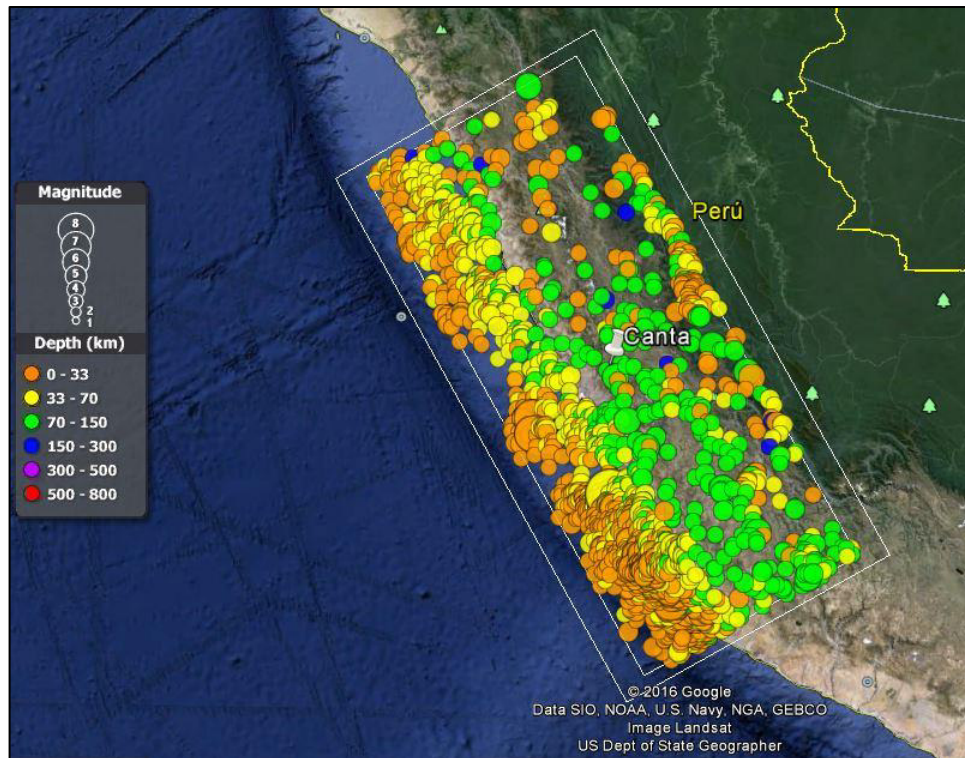 Magnitude
8
7
6
5
4
3
2
1
Depth (km)
0 - 33
33 - 70
70 - 150
150 - 300
300 - 500
500 - 800
Perú
Canta
© 2016 Google
Data SIO, NOAA, U.S. Navy, NGA, GEBCO
Image Landsat
US Dept of State Geographer